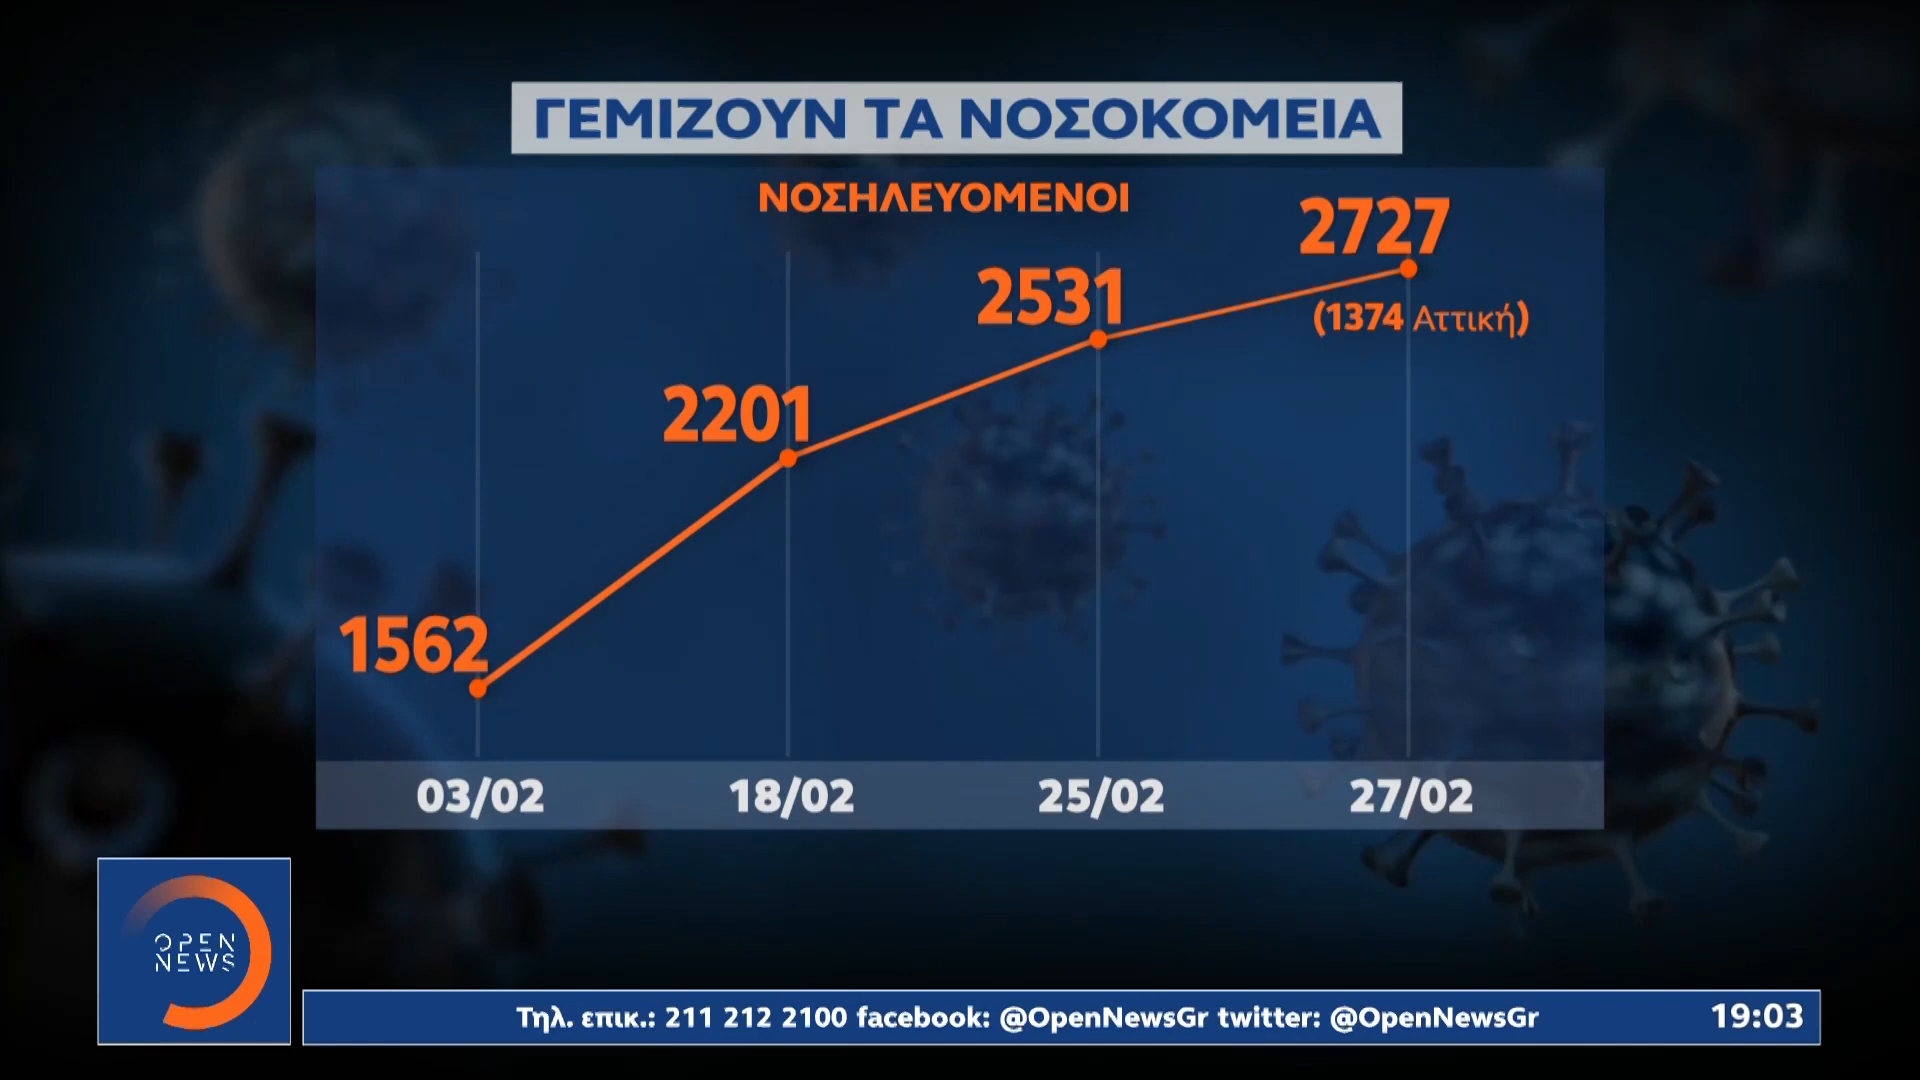 ΓΕΜΙΖΟΥΝ ΤΑ ΝΟΣΟΚΟΜΕΙΑ
ΝΟΣΗΛΕΥΟΜΕΝΟΙ
1562
2201
2531
2727
(1374 Αττική)
03/02 18/02 25/02 27/02
OPEN
NEWS
Τηλ. επικ.: 211 212 2100 facebook: @OpenNewsGr twitter: @OpenNewsGr 19:03